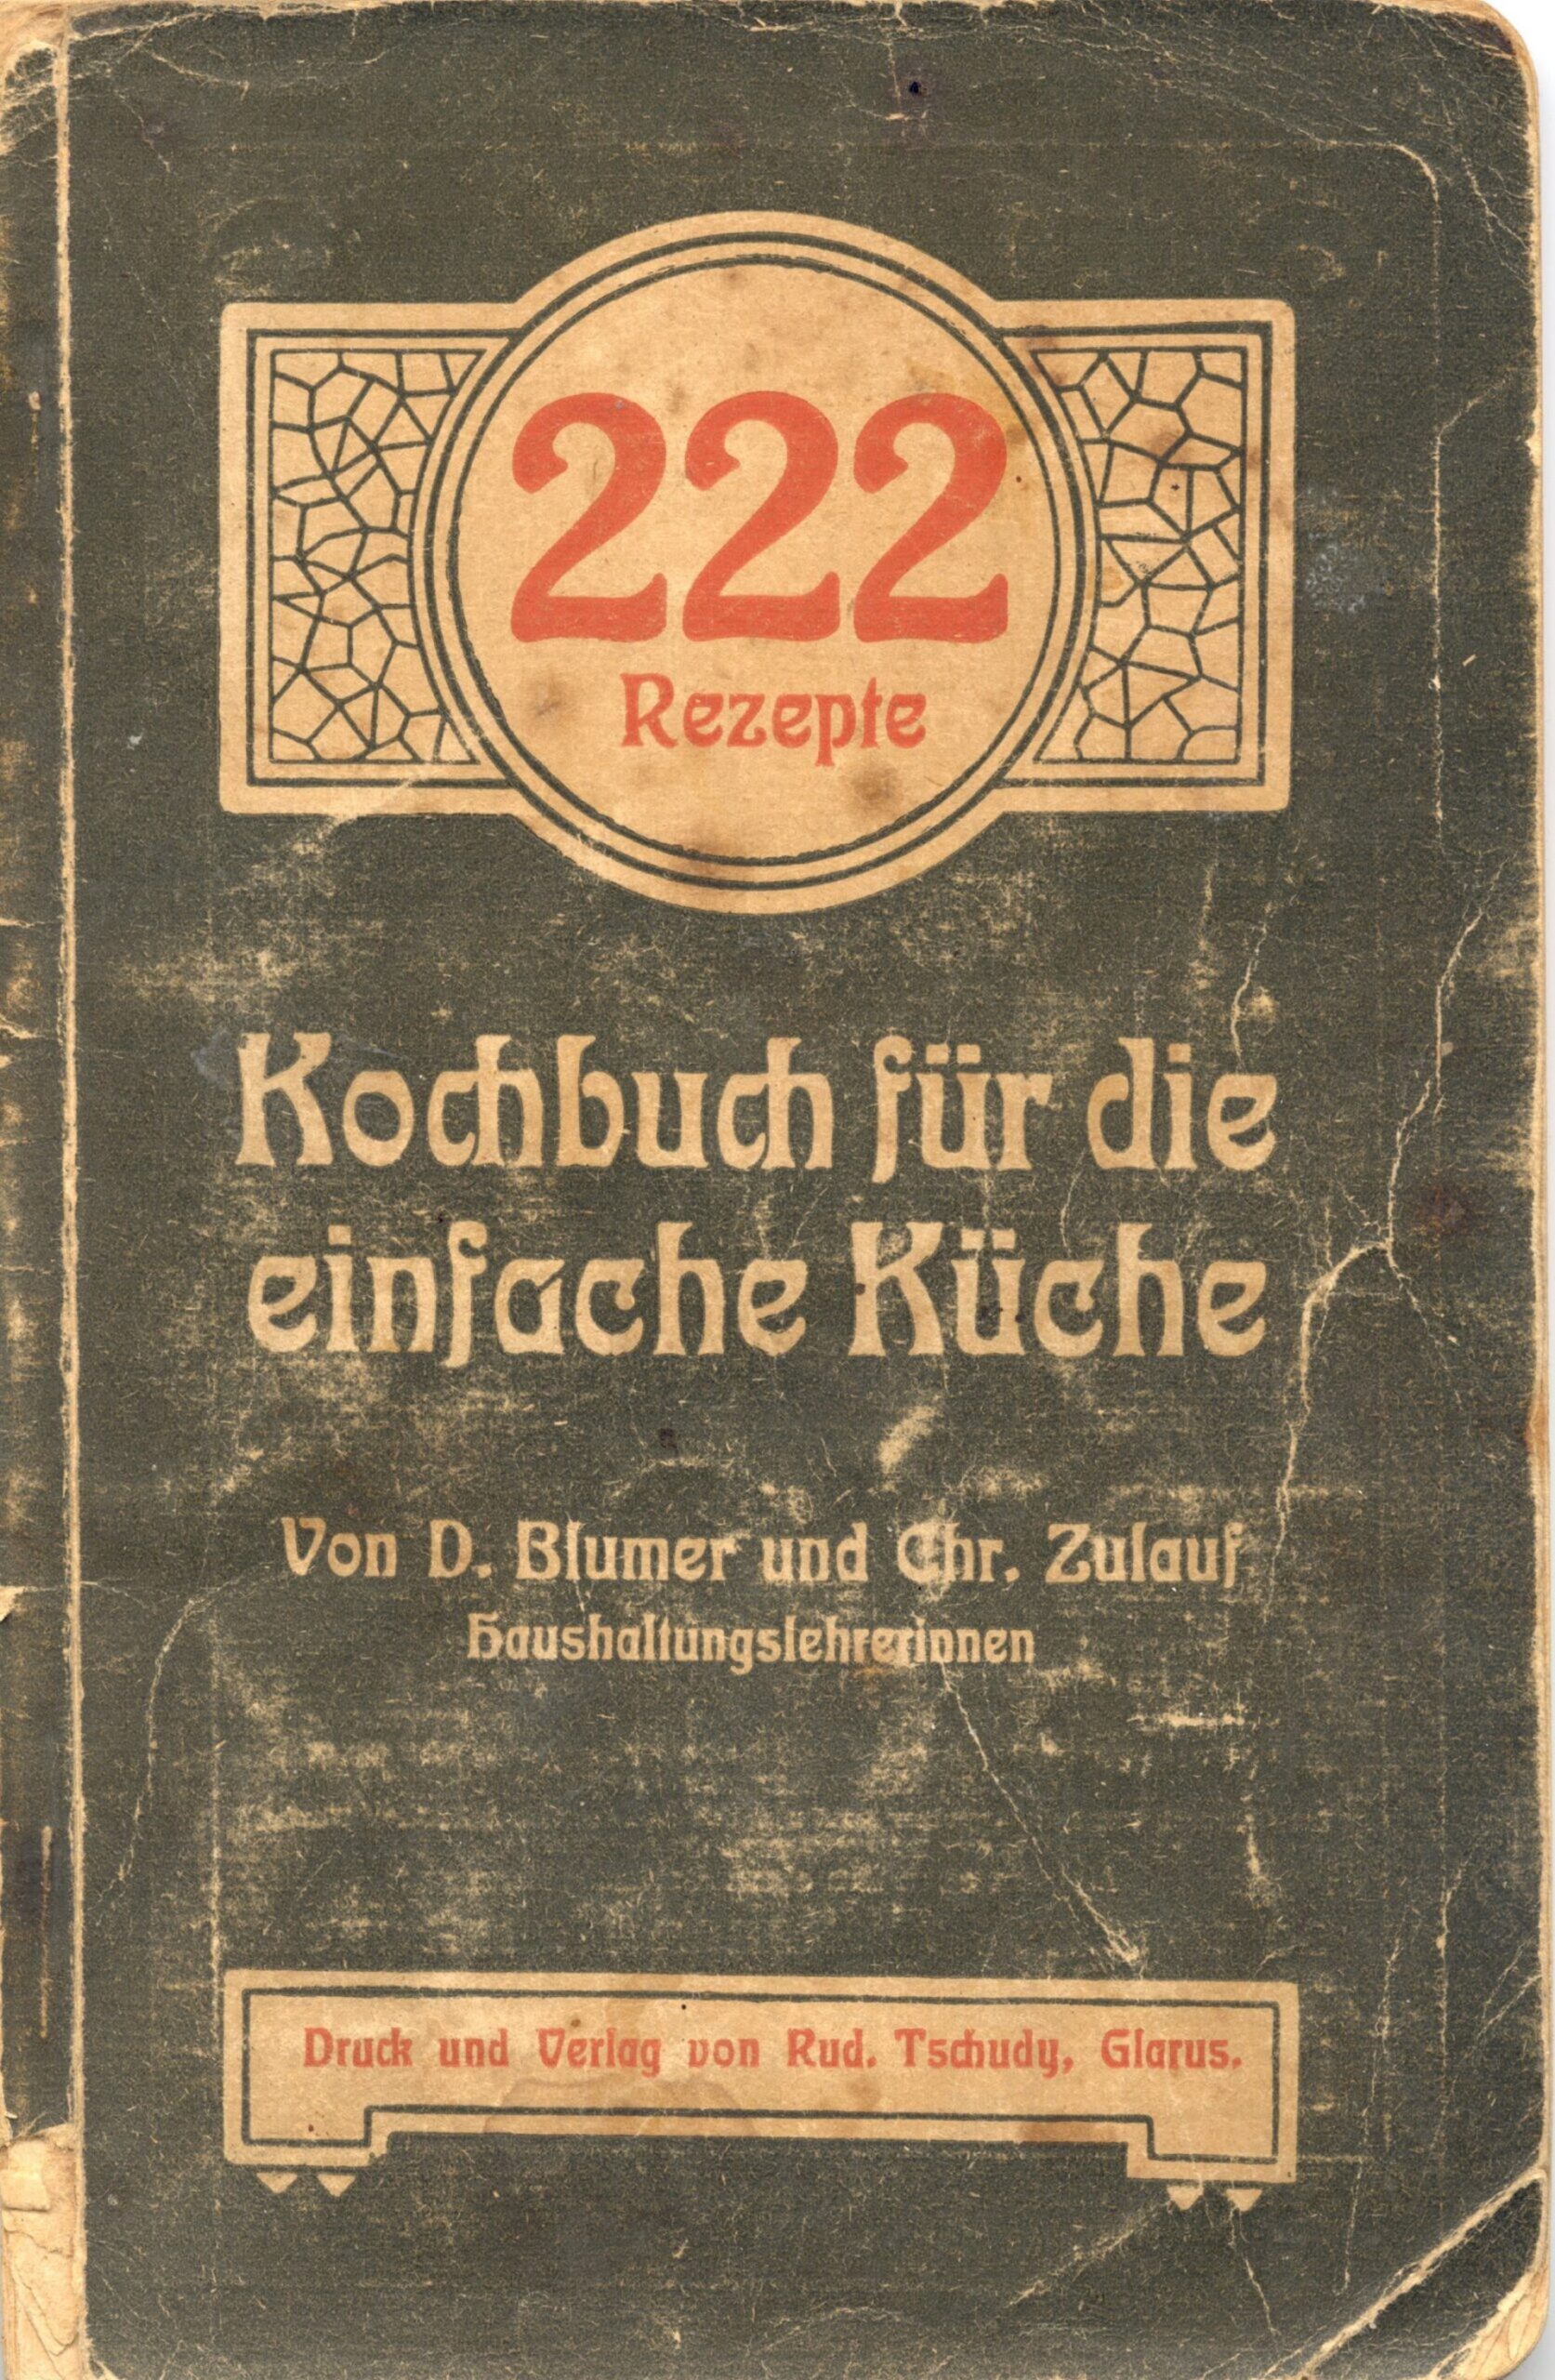 222
Rezepte
Kochbuch für die
einfache Küche
Von D. Blumer und Chr. Zulauf
Haushaltungslehrerinnen
Druck und Verlag von Rud. Tschudy, Glarus.